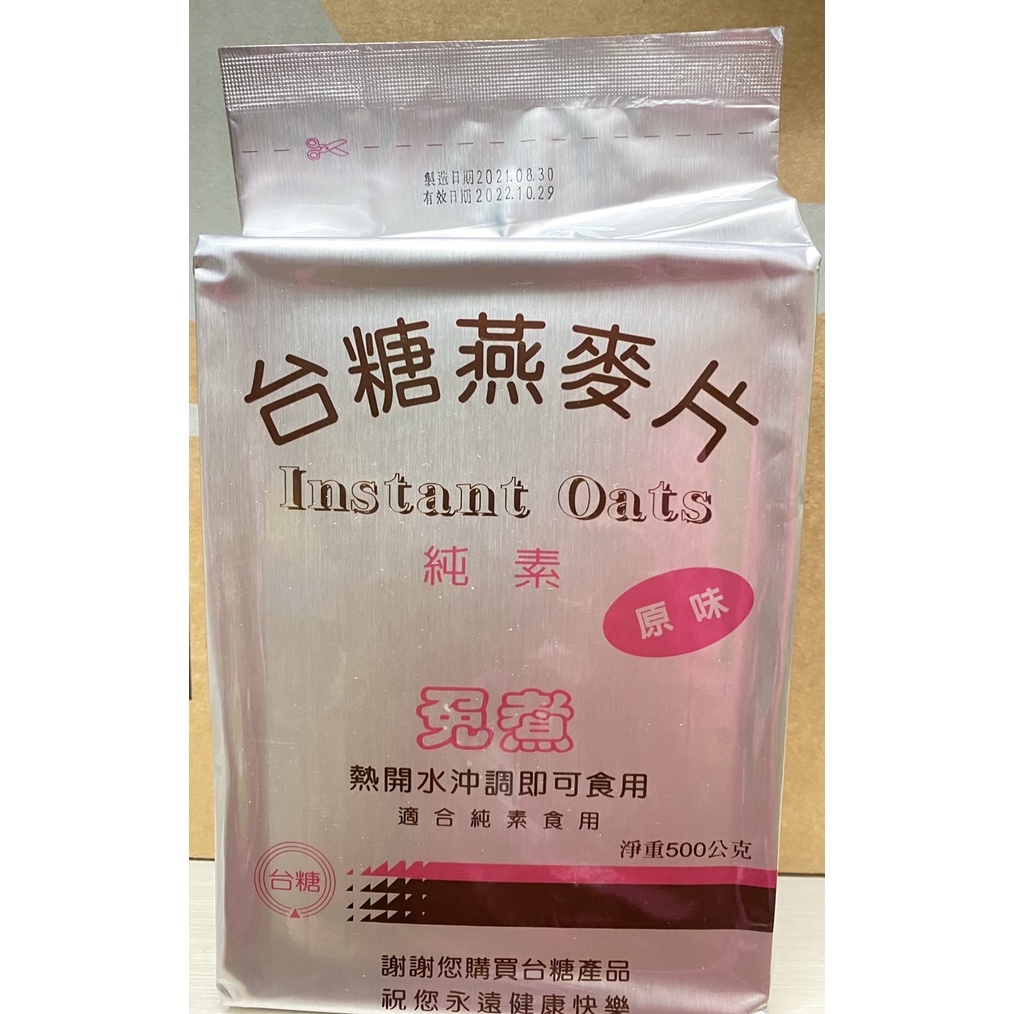 製造日期2021.08.30
有效日期2022.10.29
台糖燕麥片
Instant Oats
純素
原味
免煮
熱開水沖調即可食用
適合純素食用
淨重500公克
台糖
謝謝您購買台糖產品
祝您永遠健康快樂